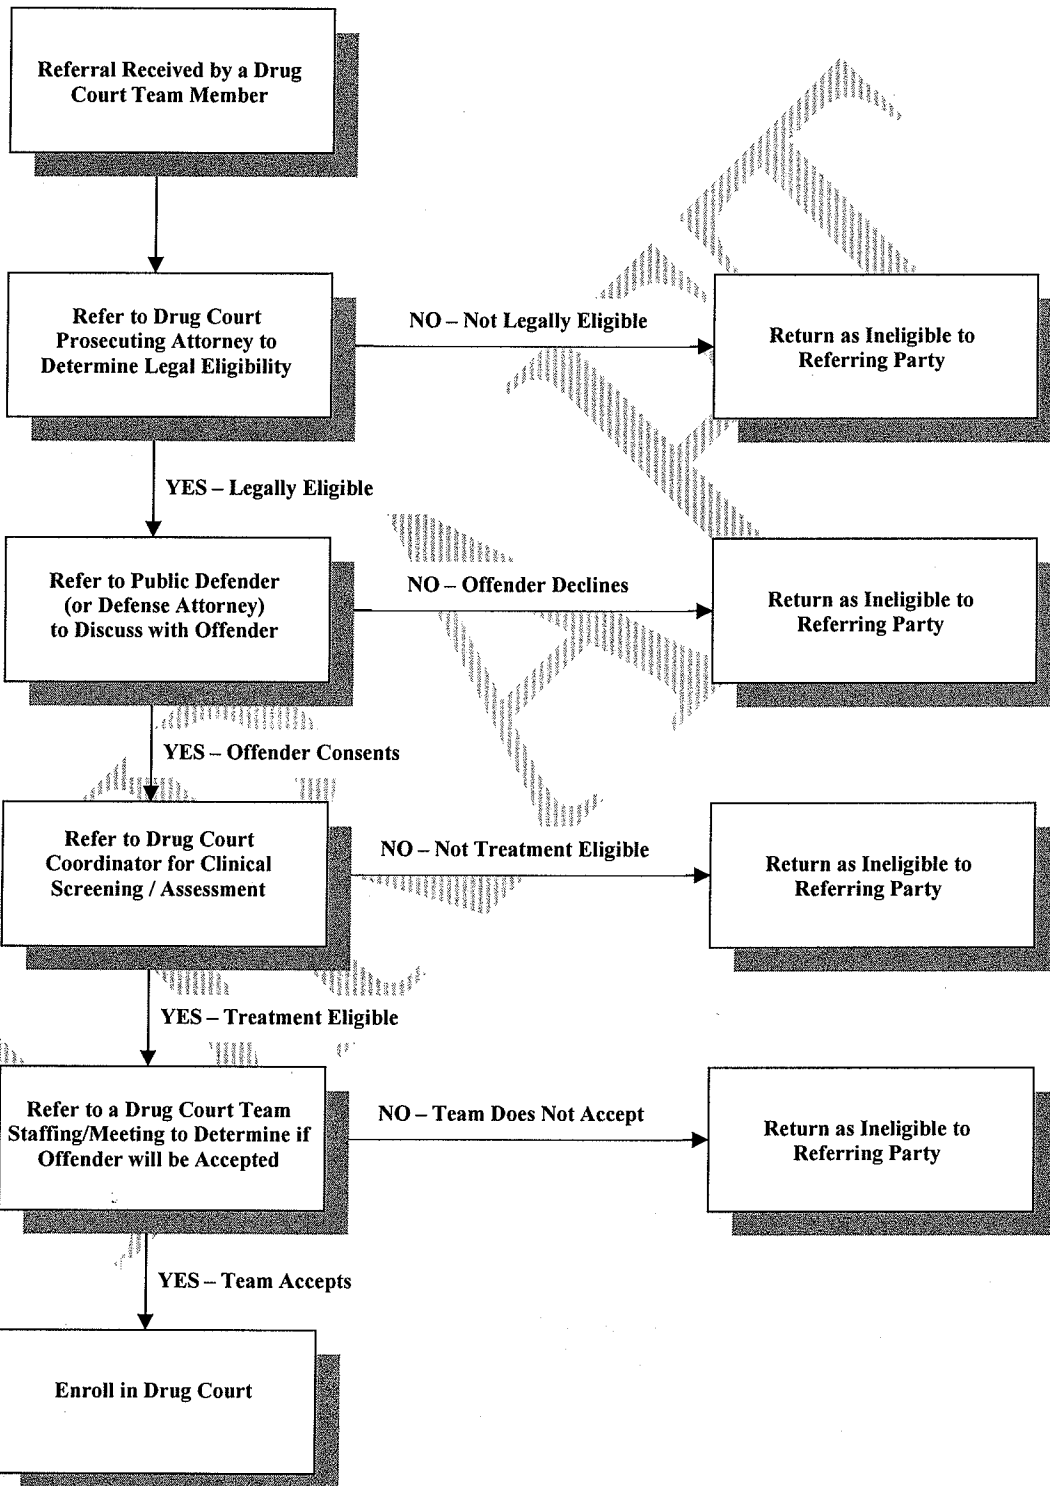 Referral Received by a Drug
Court Team Member
Refer to Drug Court
Prosecuting Attorney to
Determine Legal Eligibility
NO – Not Legally Eligible
Return as Ineligible to
Referring Party
YES – Legally Eligible
Refer to Public Defender
(or Defense Attorney)
to Discuss with Offender
NO – Offender Declines
Return as Ineligible to
Referring Party
YES – Offender Consents
Refer to Drug Court
Coordinator for Clinical
Screening / Assessment
NO – Not Treatment Eligible
Return as Ineligible to
Referring Party
YES – Treatment Eligible
Refer to a Drug Court Team
Staffing/Meeting to Determine if
Offender will be Accepted
NO – Team Does Not Accept
Return as Ineligible to
Referring Party
YES – Team Accepts
Enroll in Drug Court